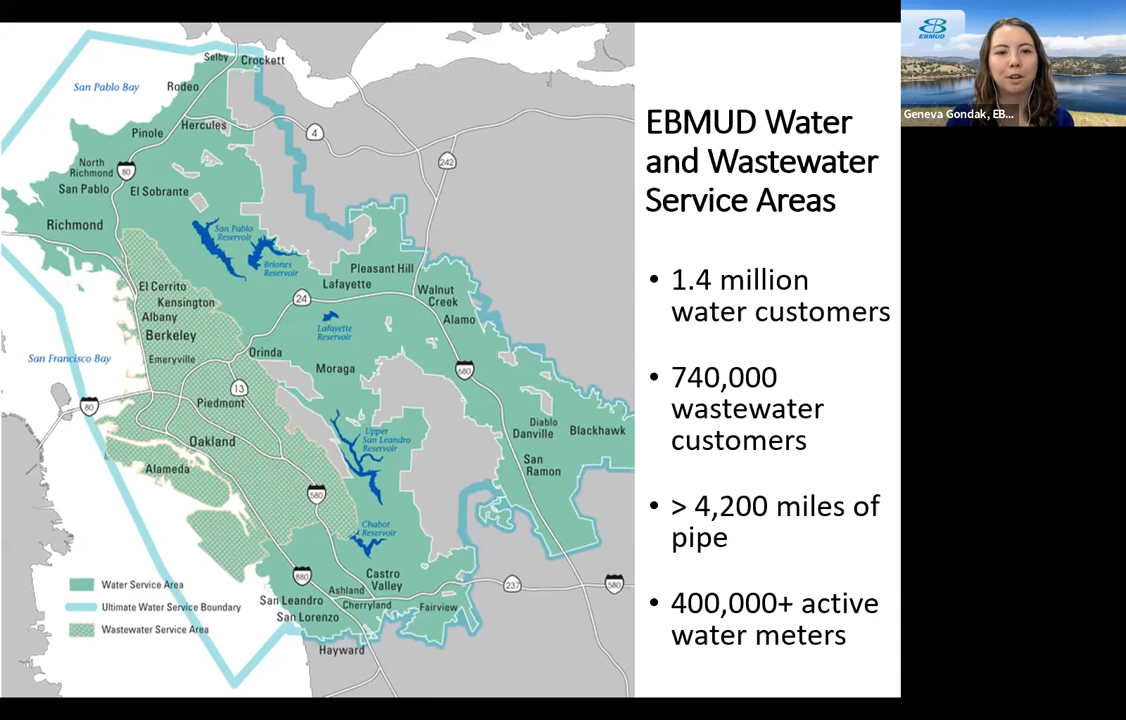 EBMUD Water
and Wastewater
Service Areas
• 1.4 million
water customers
• 740,000
wastewater
customers
• > 4,200 miles of
pipe
• 400,000+ active
water meters
Selby
Crockett
San Pablo Bay
Rodeo
Hercules
Pinole
4
242
North
Richmond
80
San Pablo
El Sobrante
Richmond
San Pablo
Reservoir
Briones
Reservoir
Pleasant Hill
Lafayette
El Cerrito
Kensington
24
Walnut
Creek
Albany
Berkeley
Lafayette
Reservoir
Alamo
San Francisco Bay
Emeryville
Orinda
Moraga
680
80
13
Piedmont
Oakland
Upper
San Leandro
Reservoir
Diablo
Danville
Blackhawk
Alameda
San
Ramon
580
Chabot
Reservoir
880
Castro
Valley
237
580
Ashland
San Leandro
Cherryland
Fairview
San Lorenzo
Hayward
Water Service Area
Ultimate Water Service Boundary
Wastewater Service Area
EBMUD
Geneva Gondak, EB...